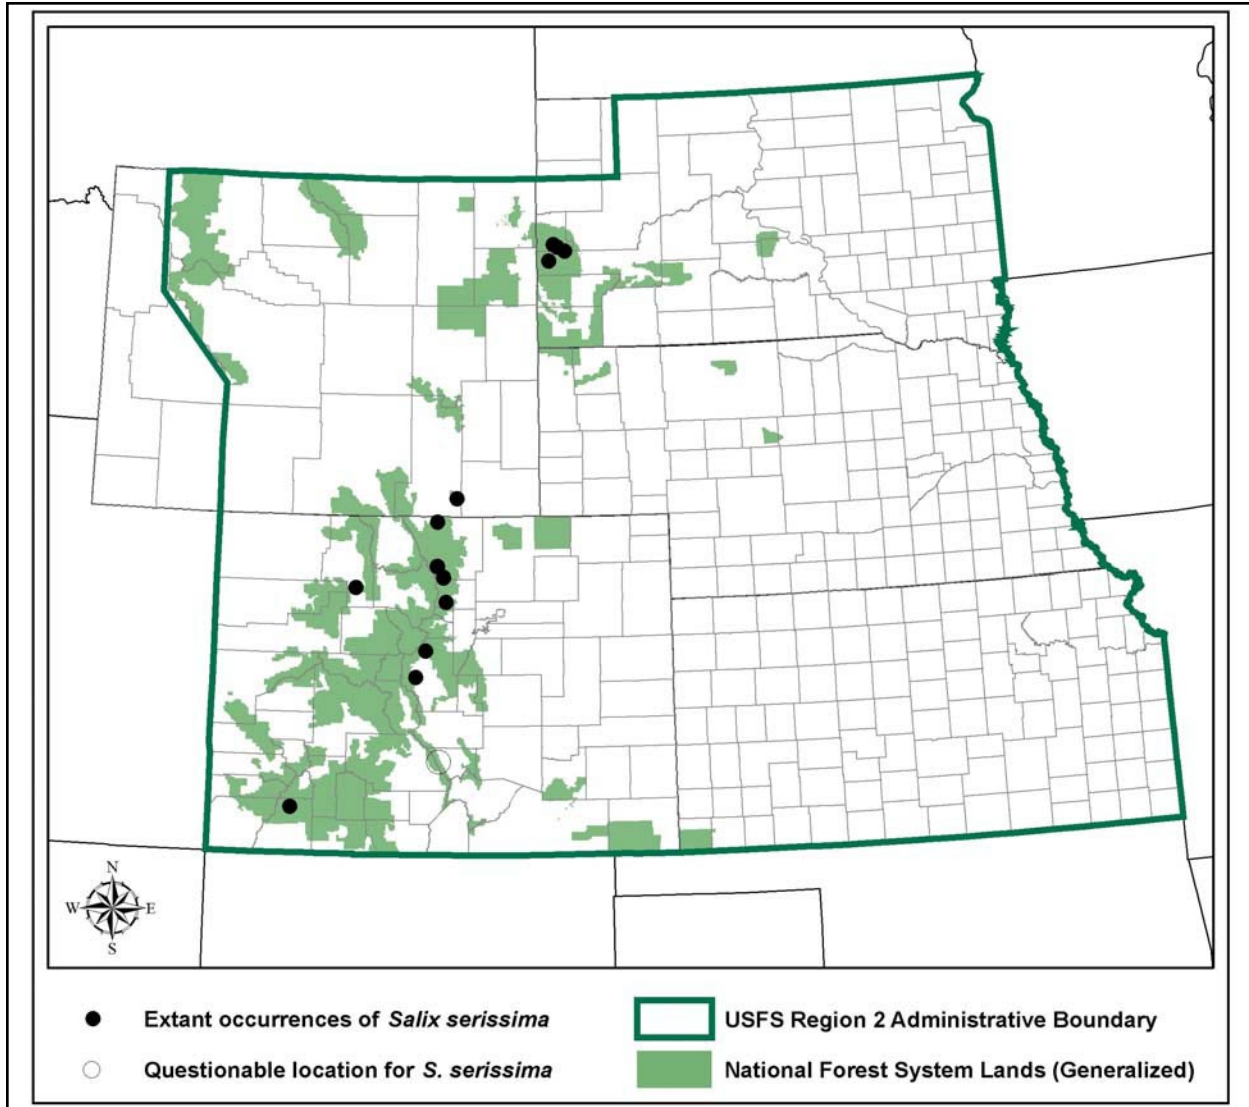 N
W E
S
Extant occurrences of Salix serissima
USFS Region 2 Administrative Boundary
Questionable location for S. serissima
National Forest System Lands (Generalized)